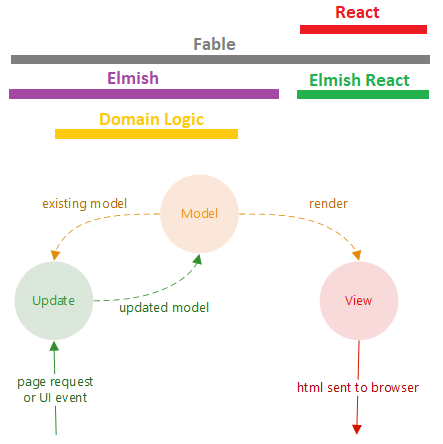 React
Fable
Elmish
Elmish React
Domain Logic
existing model
Model
render
Update
updated model
View
page request
or UI event
html sent to browser